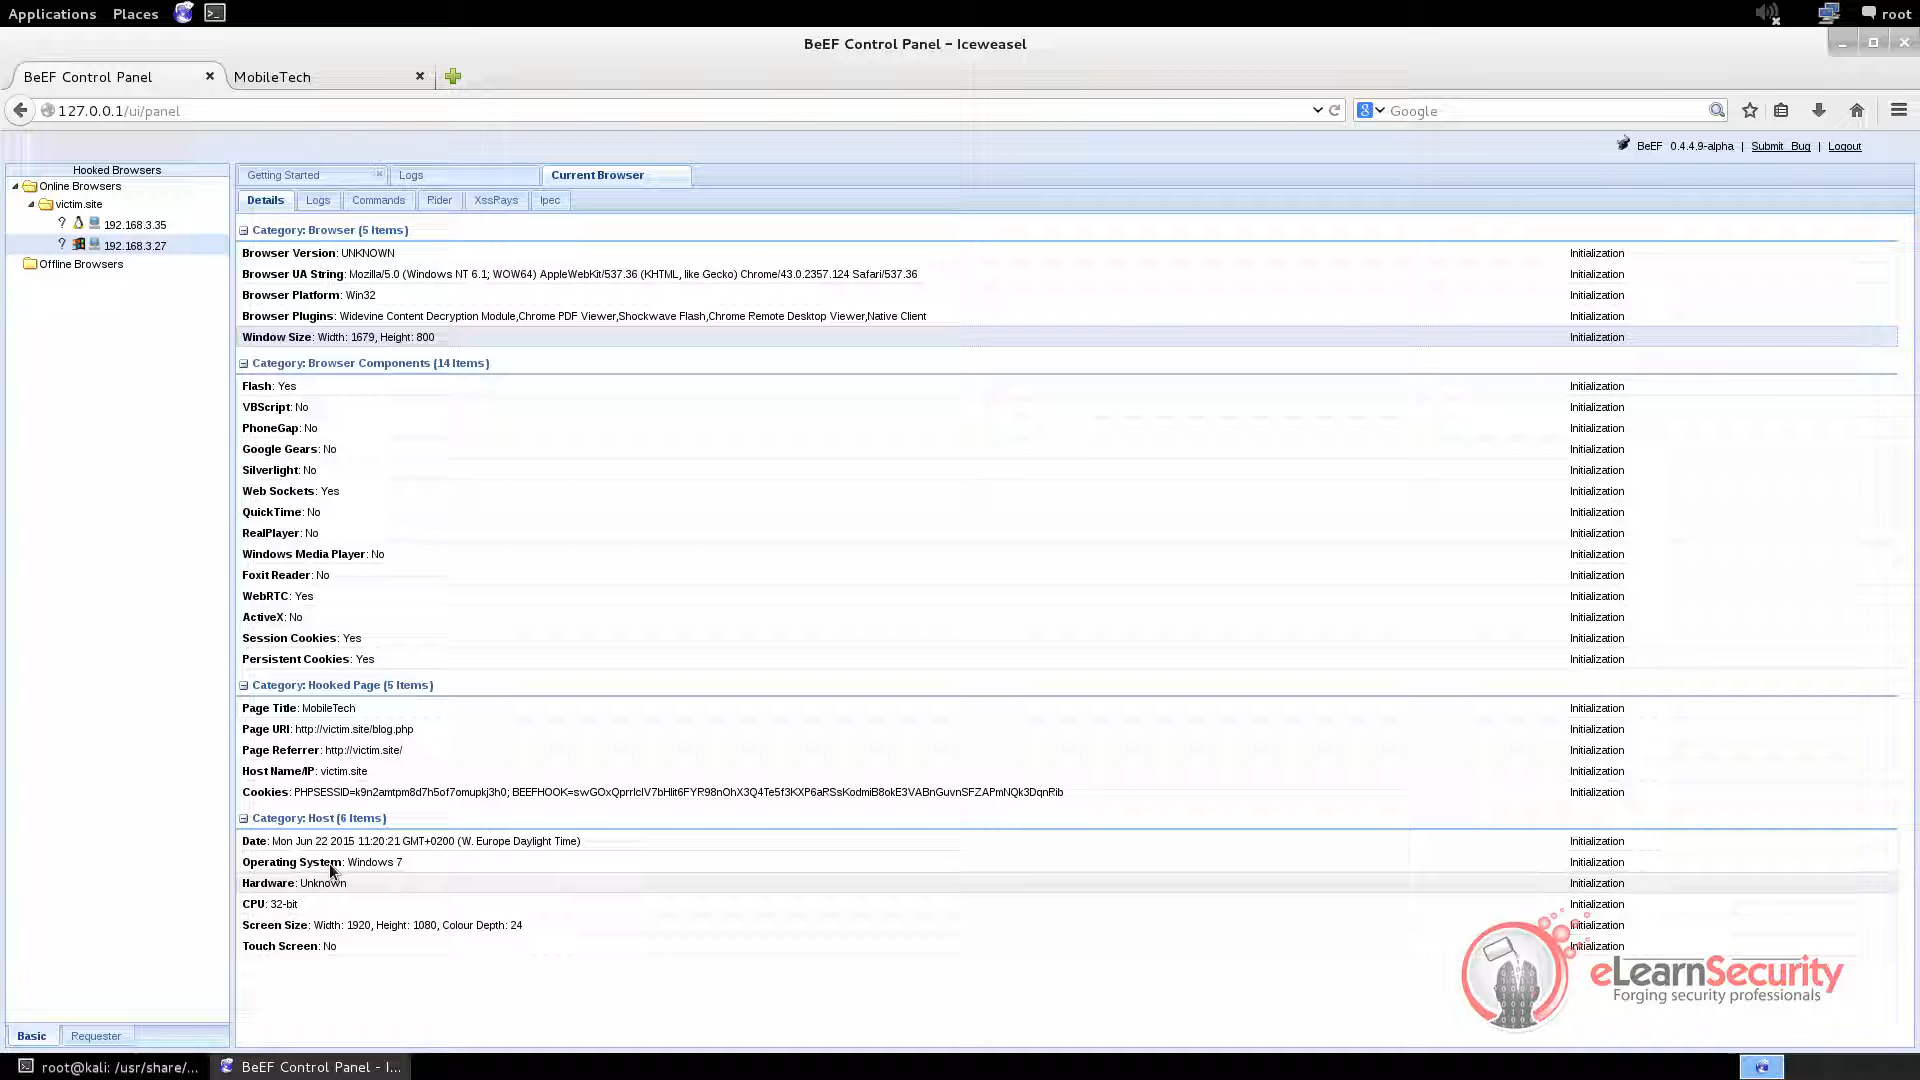 Applications Places root
BeEF Control Panel - Iceweasel
BeEF Control Panel MobileTech
127.0.0.1/ui/panel Google
BeEF 0.4.4.9-alpha | Submit Bug | Logout
Hooked Browsers
Online Browsers
victim.site
? 192.168.3.35
? 192.168.3.27
Offline Browsers
Getting Started Logs Current Browser
Details Logs Commands Rider XssRays Ipec
Category: Browser (5 Items)
Browser Version: UNKNOWN Initialization
Browser UA String: Mozilla/5.0 (Windows NT 6.1; WOW64) AppleWebKit/537.36 (KHTML, like Gecko) Chrome/43.0.2357.124 Safari/537.36 Initialization
Browser Platform: Win32 Initialization
Browser Plugins: Widevine Content Decryption Module,Chrome PDF Viewer,Shockwave Flash,Chrome Remote Desktop Viewer,Native Client Initialization
Window Size: Width: 1679, Height: 800 Initialization
Category: Browser Components (14 Items)
Flash: Yes Initialization
VBScript: No Initialization
PhoneGap: No Initialization
Google Gears: No Initialization
Silverlight: No Initialization
Web Sockets: Yes Initialization
QuickTime: No Initialization
RealPlayer: No Initialization
Windows Media Player: No Initialization
Foxit Reader: No Initialization
WebRTC: Yes Initialization
ActiveX: No Initialization
Session Cookies: Yes Initialization
Persistent Cookies: Yes Initialization
Category: Hooked Page (5 Items)
Page Title: MobileTech Initialization
Page URI: http://victim.site/blog.php Initialization
Page Referrer: http://victim.site/ Initialization
Host Name/IP: victim.site Initialization
Cookies: PHPSESSID=k9n2amtpm8d7h5of7omupkj3h0; Initialization
Category: Host (6 Items)
Date: Mon Jun 22 2015 11:20:21 GMT+0200 (W. Europe Daylight Time) Initialization
Operating System: Windows 7 Initialization
Hardware: Unknown Initialization
CPU: 32-bit Initialization
Screen Size: Width: 1920, Height: 1080, Colour Depth: 24 Initialization
Touch Screen: No Initialization
eLearnSecurity
Forging security professionals
Basic Requester
root@kali: /usr/share/... BeEF Control Panel - I...